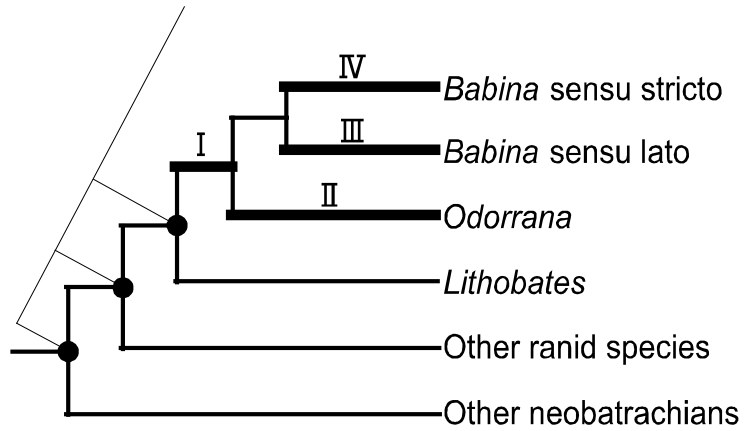 Ⅳ
Babina sensu stricto
Ⅲ
Babina sensu lato
Ⅰ
Ⅱ
Odorrana
Lithobates
Other ranid species
Other neobatrachians